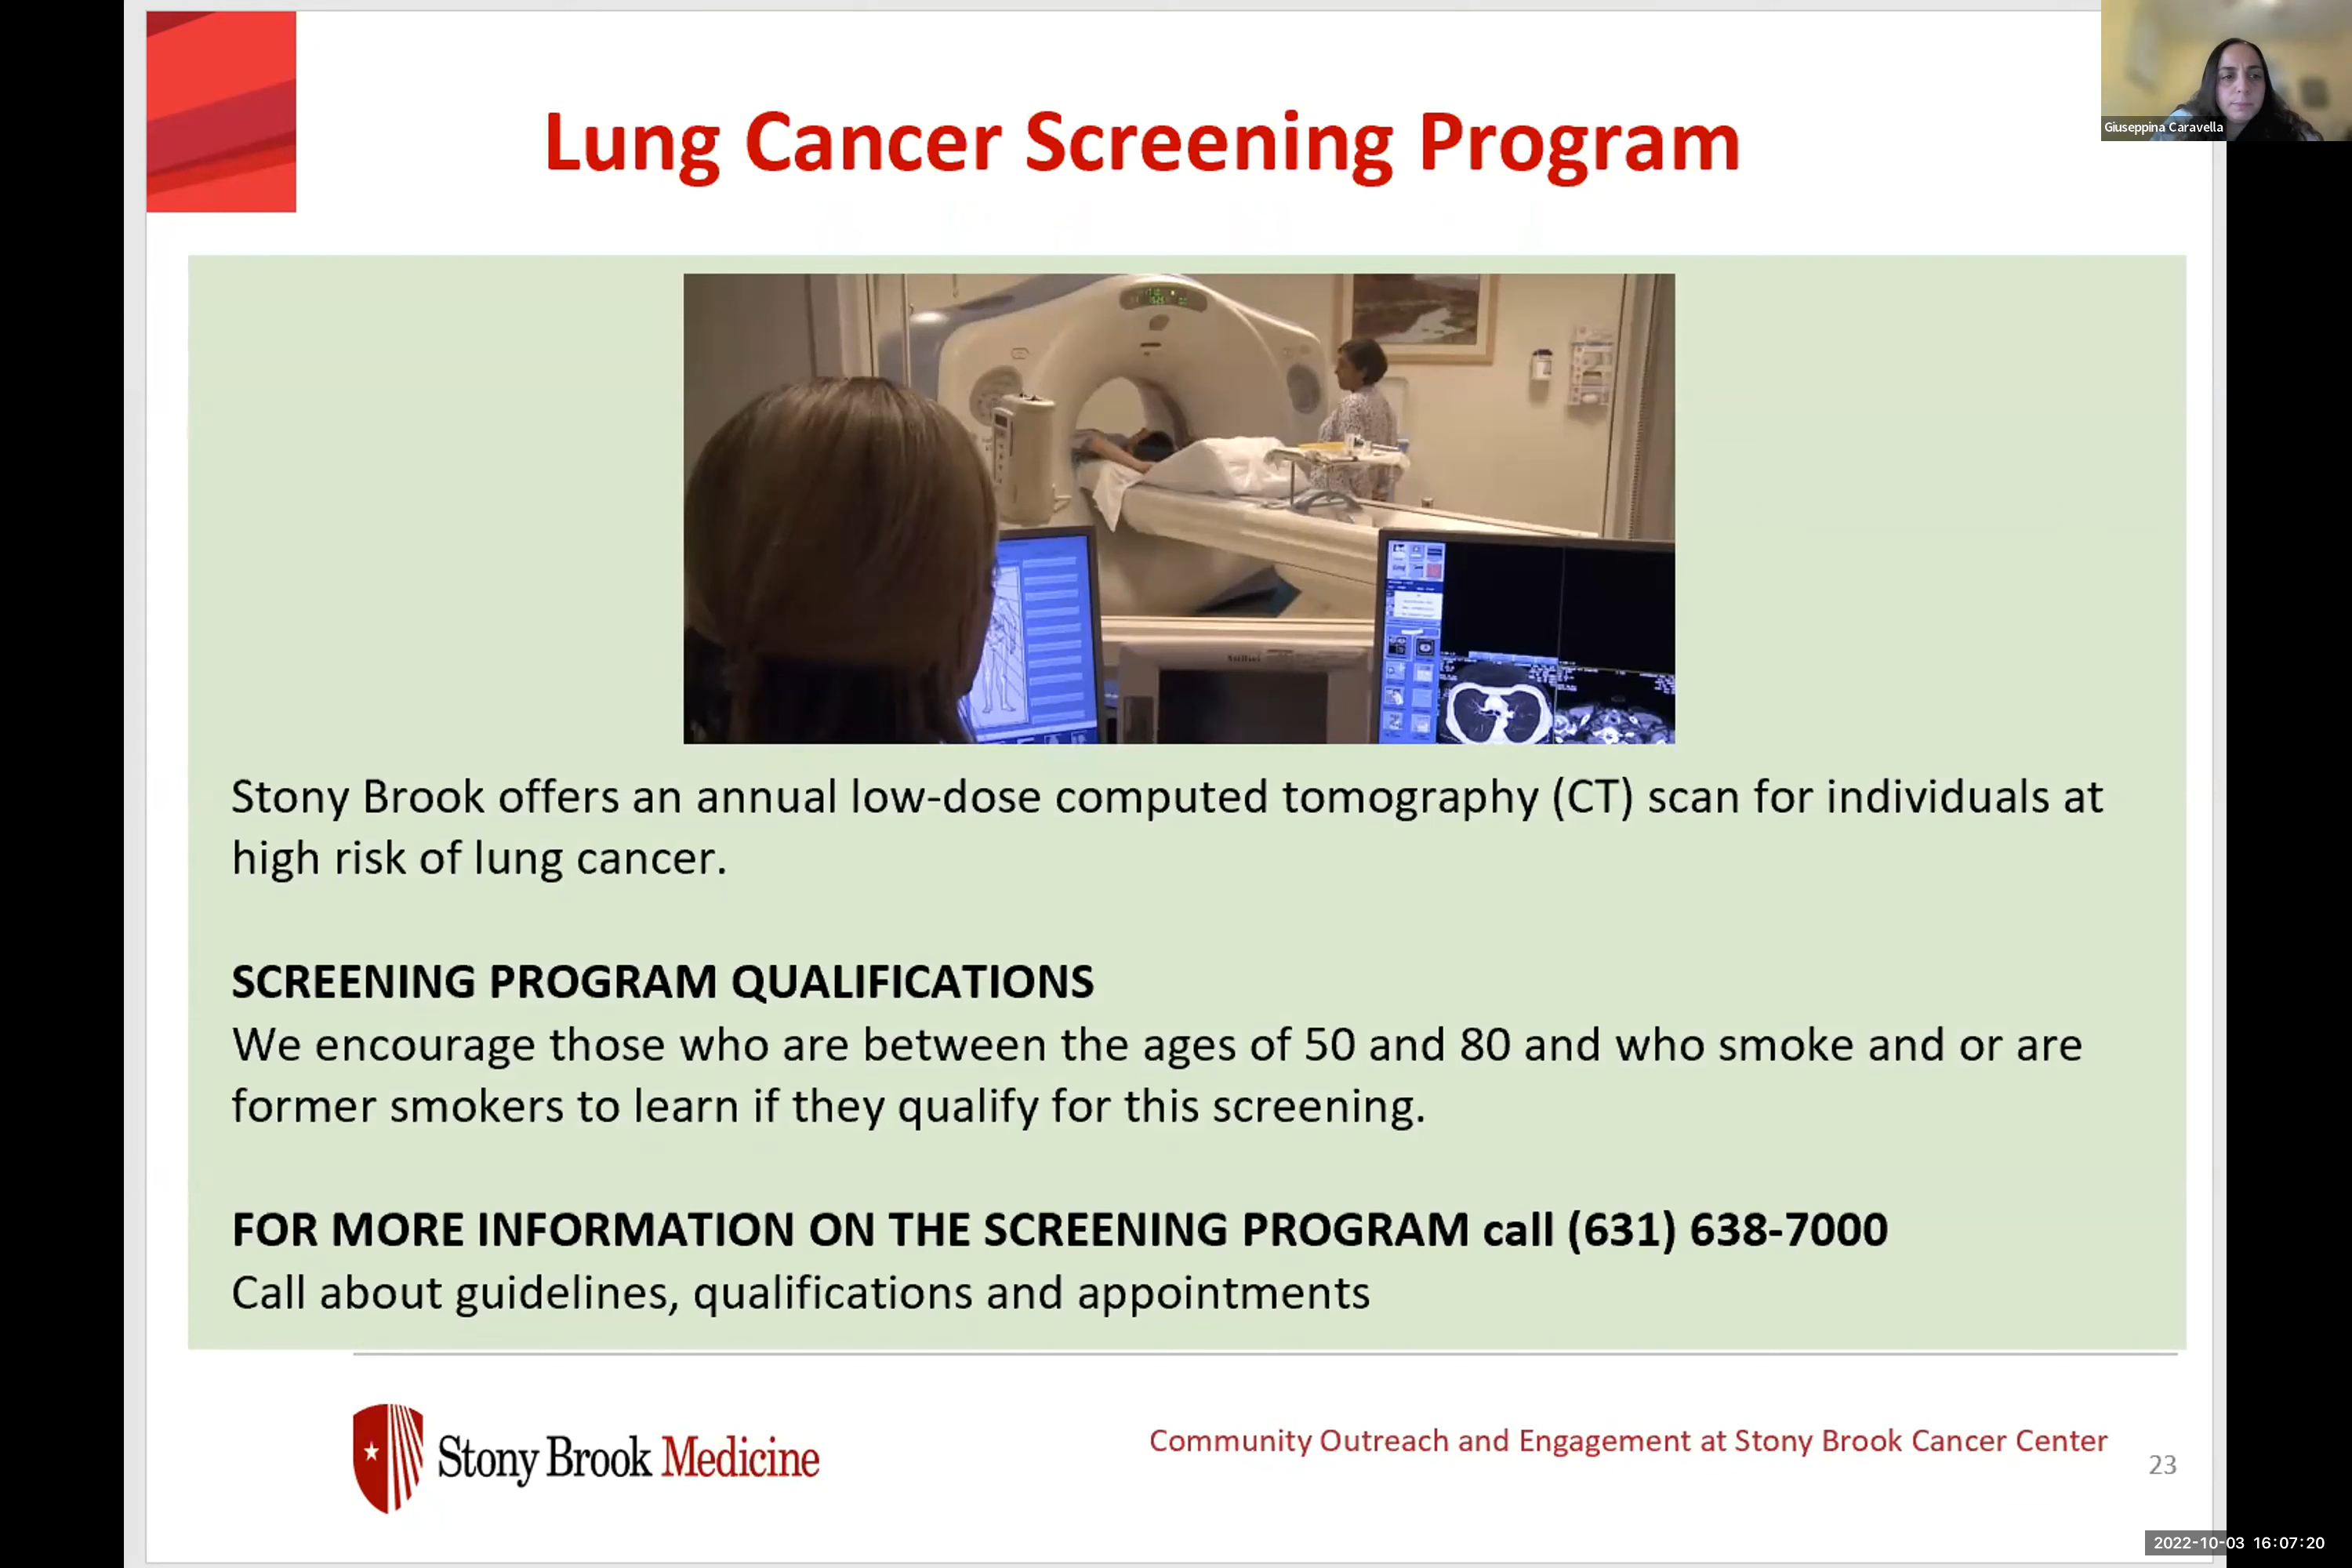 Lung Cancer Screening Program
Giuseppina Caravella
Stony Brook offers an annual low-dose computed tomography (CT) scan for individuals at
high risk of lung cancer.
SCREENING PROGRAM QUALIFICATIONS
We encourage those who are between the ages of 50 and 80 and who smoke and or are
former smokers to learn if they qualify for this screening.
FOR MORE INFORMATION ON THE SCREENING PROGRAM call (631) 638-7000
Call about guidelines, qualifications and appointments
Stony Brook Medicine
Community Outreach and Engagement at Stony Brook Cancer Center
23
2022-10-03 16:07:20